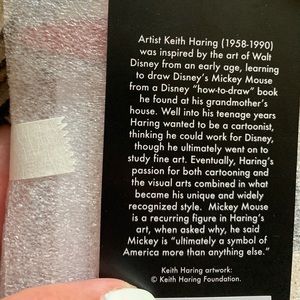 Artist Keith Haring (1958-1990)
was inspired by the art of Walt
Disney from an early age, learning
to draw Disney's Mickey Mouse
from a Disney "how-to-draw" book
he found at his grandmother's
house. Well into his teenage years
Haring wanted to be a cartoonist,
thinking he could work for Disney,
though he ultimately went on to
study fine art. Eventually, Haring's
passion for both cartooning and
the visual arts combined in what
became his unique and widely
recognized style. Mickey Mouse
is a recurring figure in Haring's
art, when asked why, he said
Mickey is "ultimately a symbol of
America more than anything else."
Keith Haring artwork:
© Keith Haring Foundation.